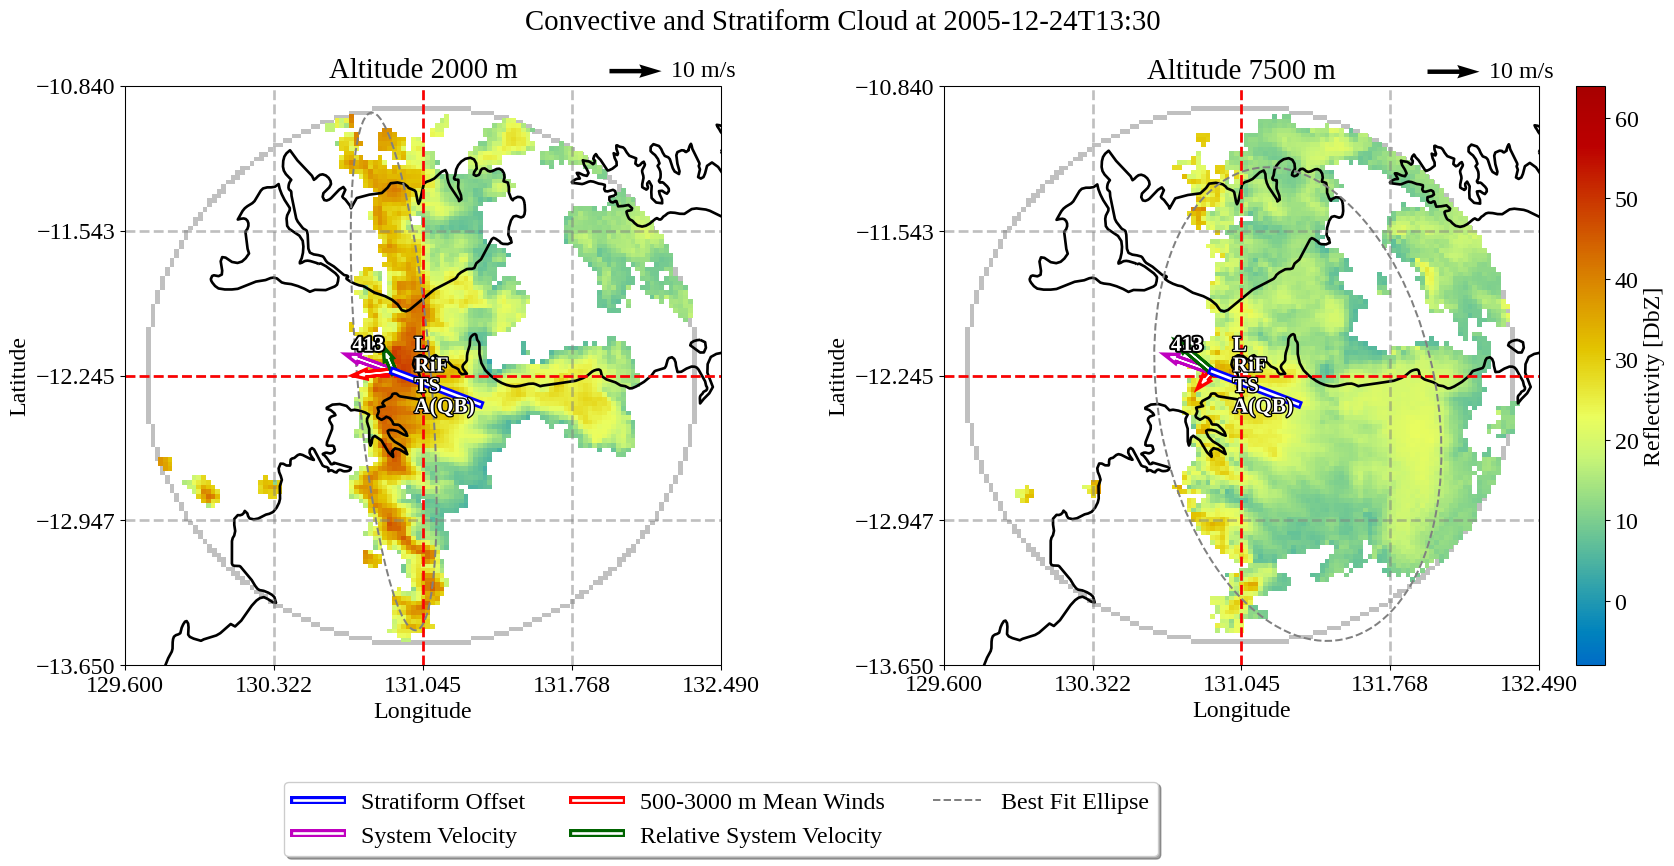 Convective and Stratiform Cloud at 2005-12-24T13:30
Altitude 2000 m
10 m/s
Altitude 7500 m
10 m/s
−10.840
−11.543
−12.245
−12.947
−13.650
Latitude
129.600
130.322
131.045
131.768
132.490
Longitude
413
L
RiF
TS
A(QB)
−10.840
−11.543
−12.245
−12.947
−13.650
Latitude
129.600
130.322
131.045
131.768
132.490
Longitude
413
L
RiF
TS
A(QB)
60
50
40
30
20
10
0
Reflectivity [DbZ]
Stratiform Offset
System Velocity
500-3000 m Mean Winds
Relative System Velocity
Best Fit Ellipse